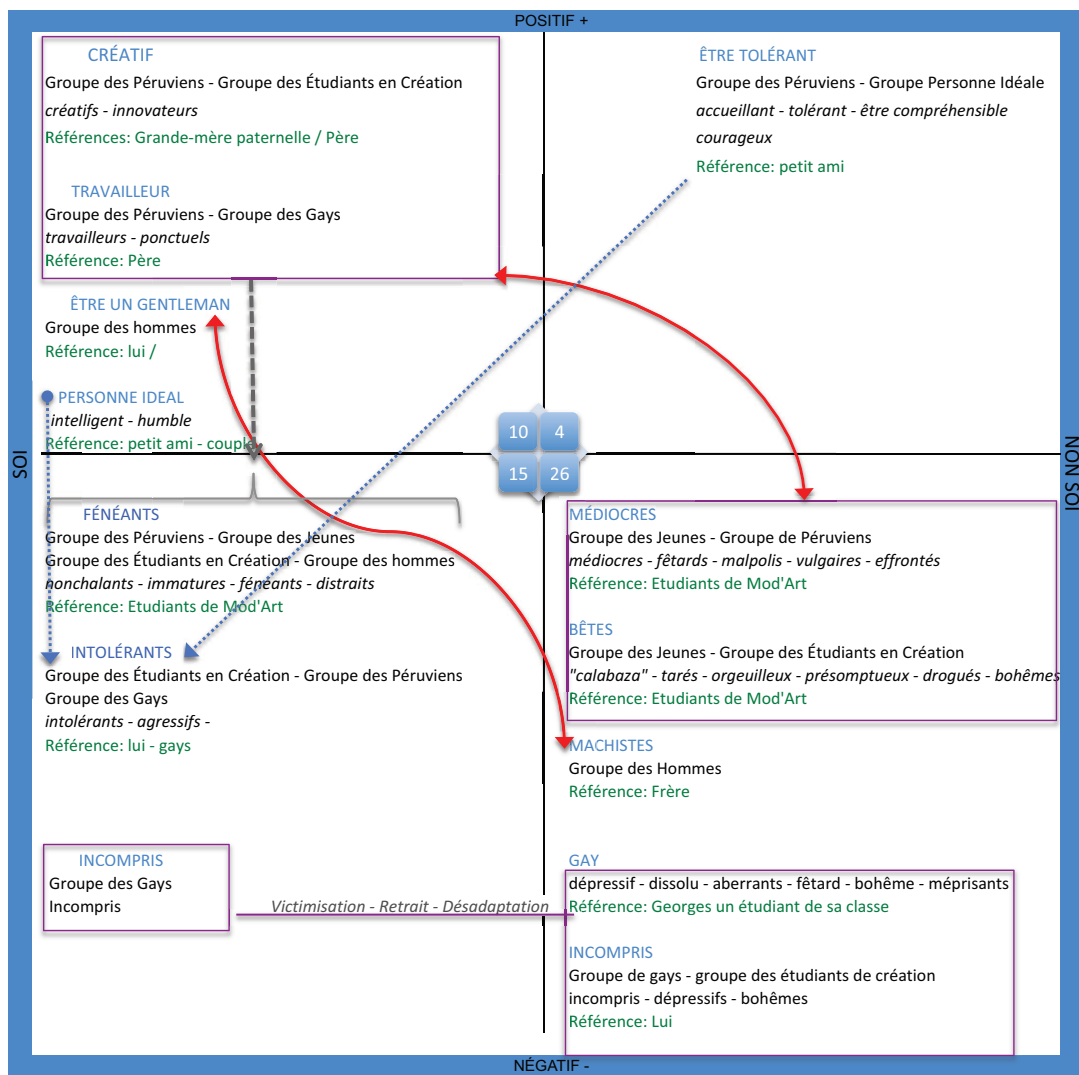 POSITIF +
CRÉATIF
Groupe des Péruviens - Groupe des Étudiants en Création
créatifs - innovateurs
Références: Grande-mère paternelle / Père
TRAVAILLEUR
Groupe des Péruviens - Groupe des Gays
travailleurs - ponctuels
Référence: Père
ÊTRE UN GENTLEMAN
Groupe des hommes
Référence: lui /
PERSONNE IDEAL
intelligent - humble
Référence: petit ami - couple
ÊTRE TOLÉRANT
Groupe des Péruviens - Groupe Personne Idéale
accueillant - tolérant - être compréhensible
courageux
Référence: petit ami
SOI
10 4
15 26
NON SOI
FÉNÉANTS
Groupe des Péruviens - Groupe des Jeunes
Groupe des Étudiants en Création - Groupe des hommes
nonchalants - immatures - fénéants - distraits
Référence: Etudiants de Mod'Art
INTOLÉRANTS
Groupe des Étudiants en Création - Groupe des Péruviens
Groupe des Gays
intolérants - agressifs -
Référence: lui - gays
INCOMPRIS
Groupe des Gays
Incompris
Victimisation - Retrait - Désadaptation
MÉDIOCRES
Groupe des Jeunes - Groupe de Péruviens
médiocres - fêtards - malpolis - vulgaires - effrontés
Référence: Etudiants de Mod'Art
BÊTES
Groupe des Jeunes - Groupe des Étudiants en Création
"calabaza" - tarés - orgeuilleux - présomptueux - drogués - bohêmes
Référence: Etudiants de Mod'Art
MACHISTES
Groupe des Hommes
Référence: Frère
GAY
dépressif - dissolu - aberrants - fêtard - bohême - méprisants
Référence: Georges un étudiant de sa classe
INCOMPRIS
Groupe de gays - groupe des étudiants de création
incompris - dépressifs - bohêmes
Référence: Lui
NÉGATIF -